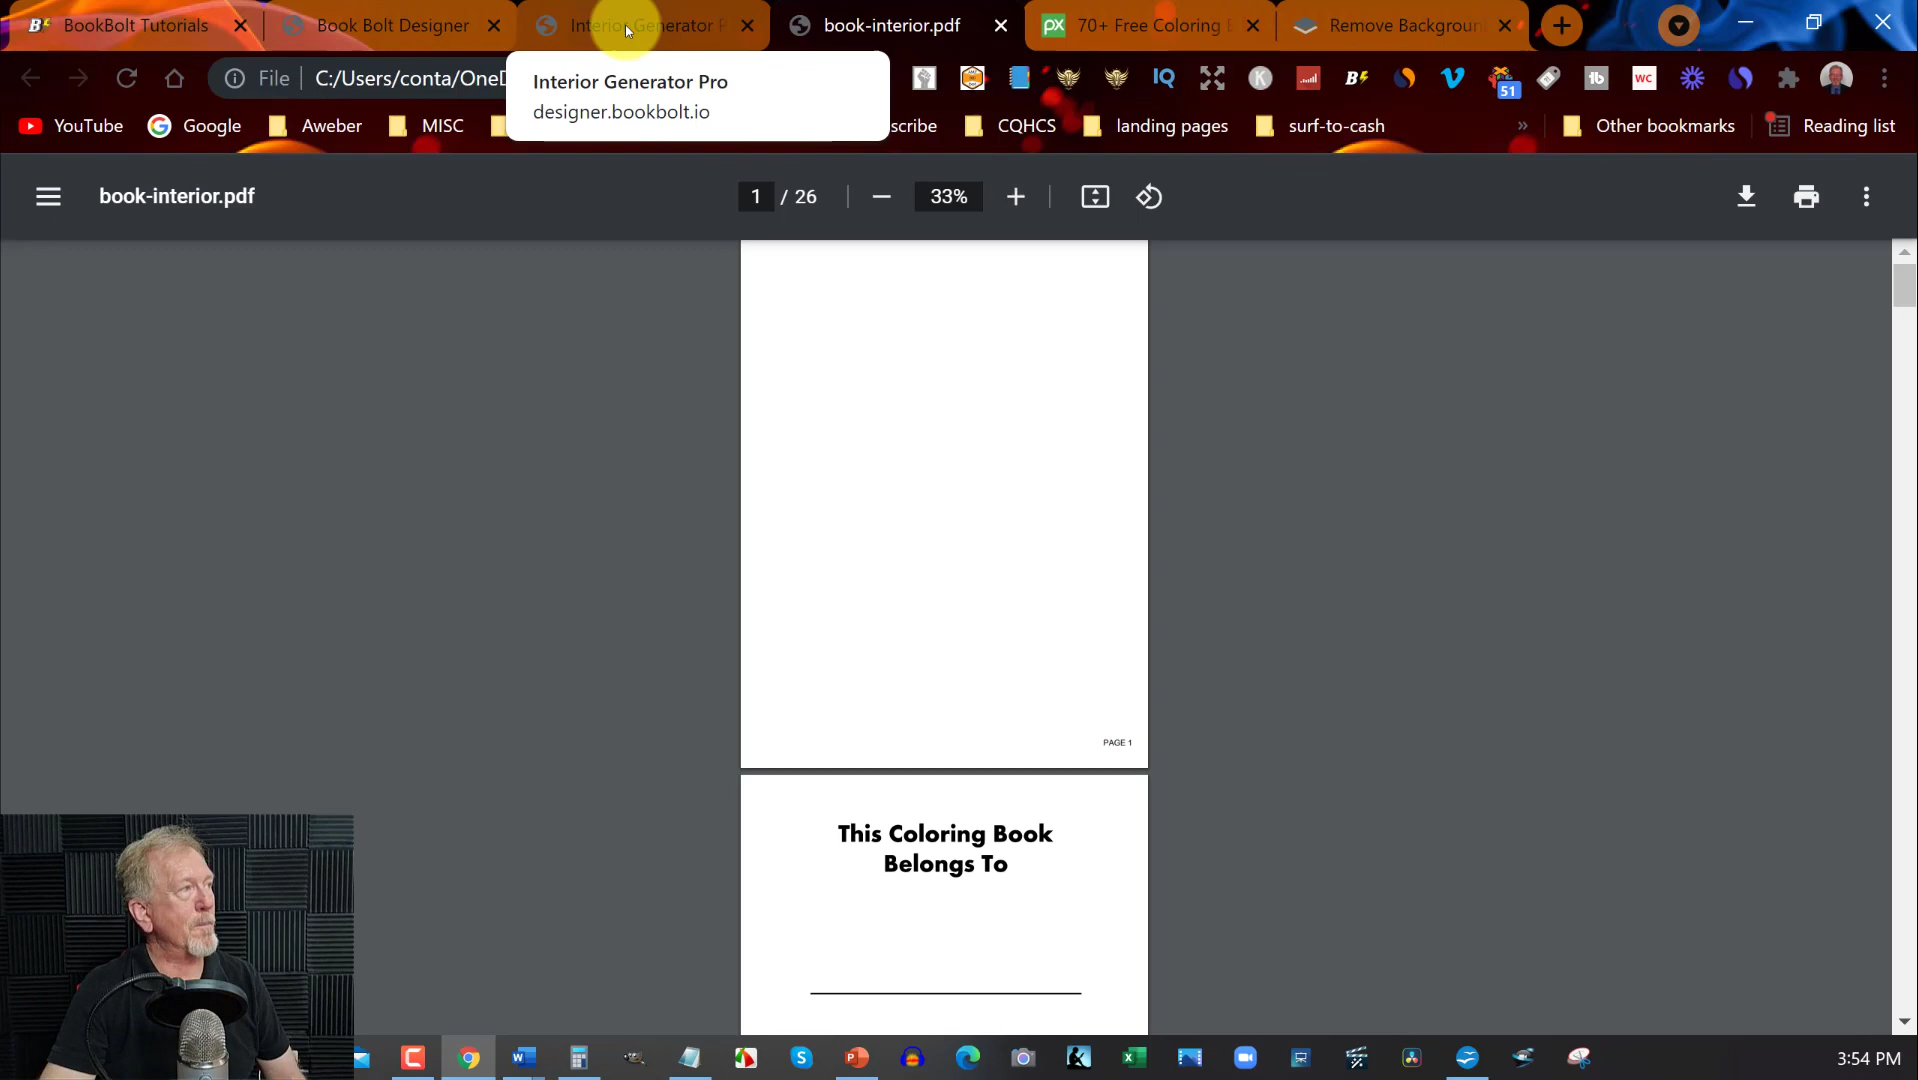 BookBolt Tutorials
Book Bolt Designer
Interior Generator P
book-interior.pdf
70+ Free Coloring
Remove Backgroun
File C:/Users/conta/OneD
Interior Generator Pro
designer.bookbolt.io
51
YouTube
Google
Aweber
MISC
scribe
CQHCS
landing pages
surf-to-cash
»
Other bookmarks
Reading list
book-interior.pdf
1 / 26
33%
PAGE 1
This Coloring Book
Belongs To
3:54 PM